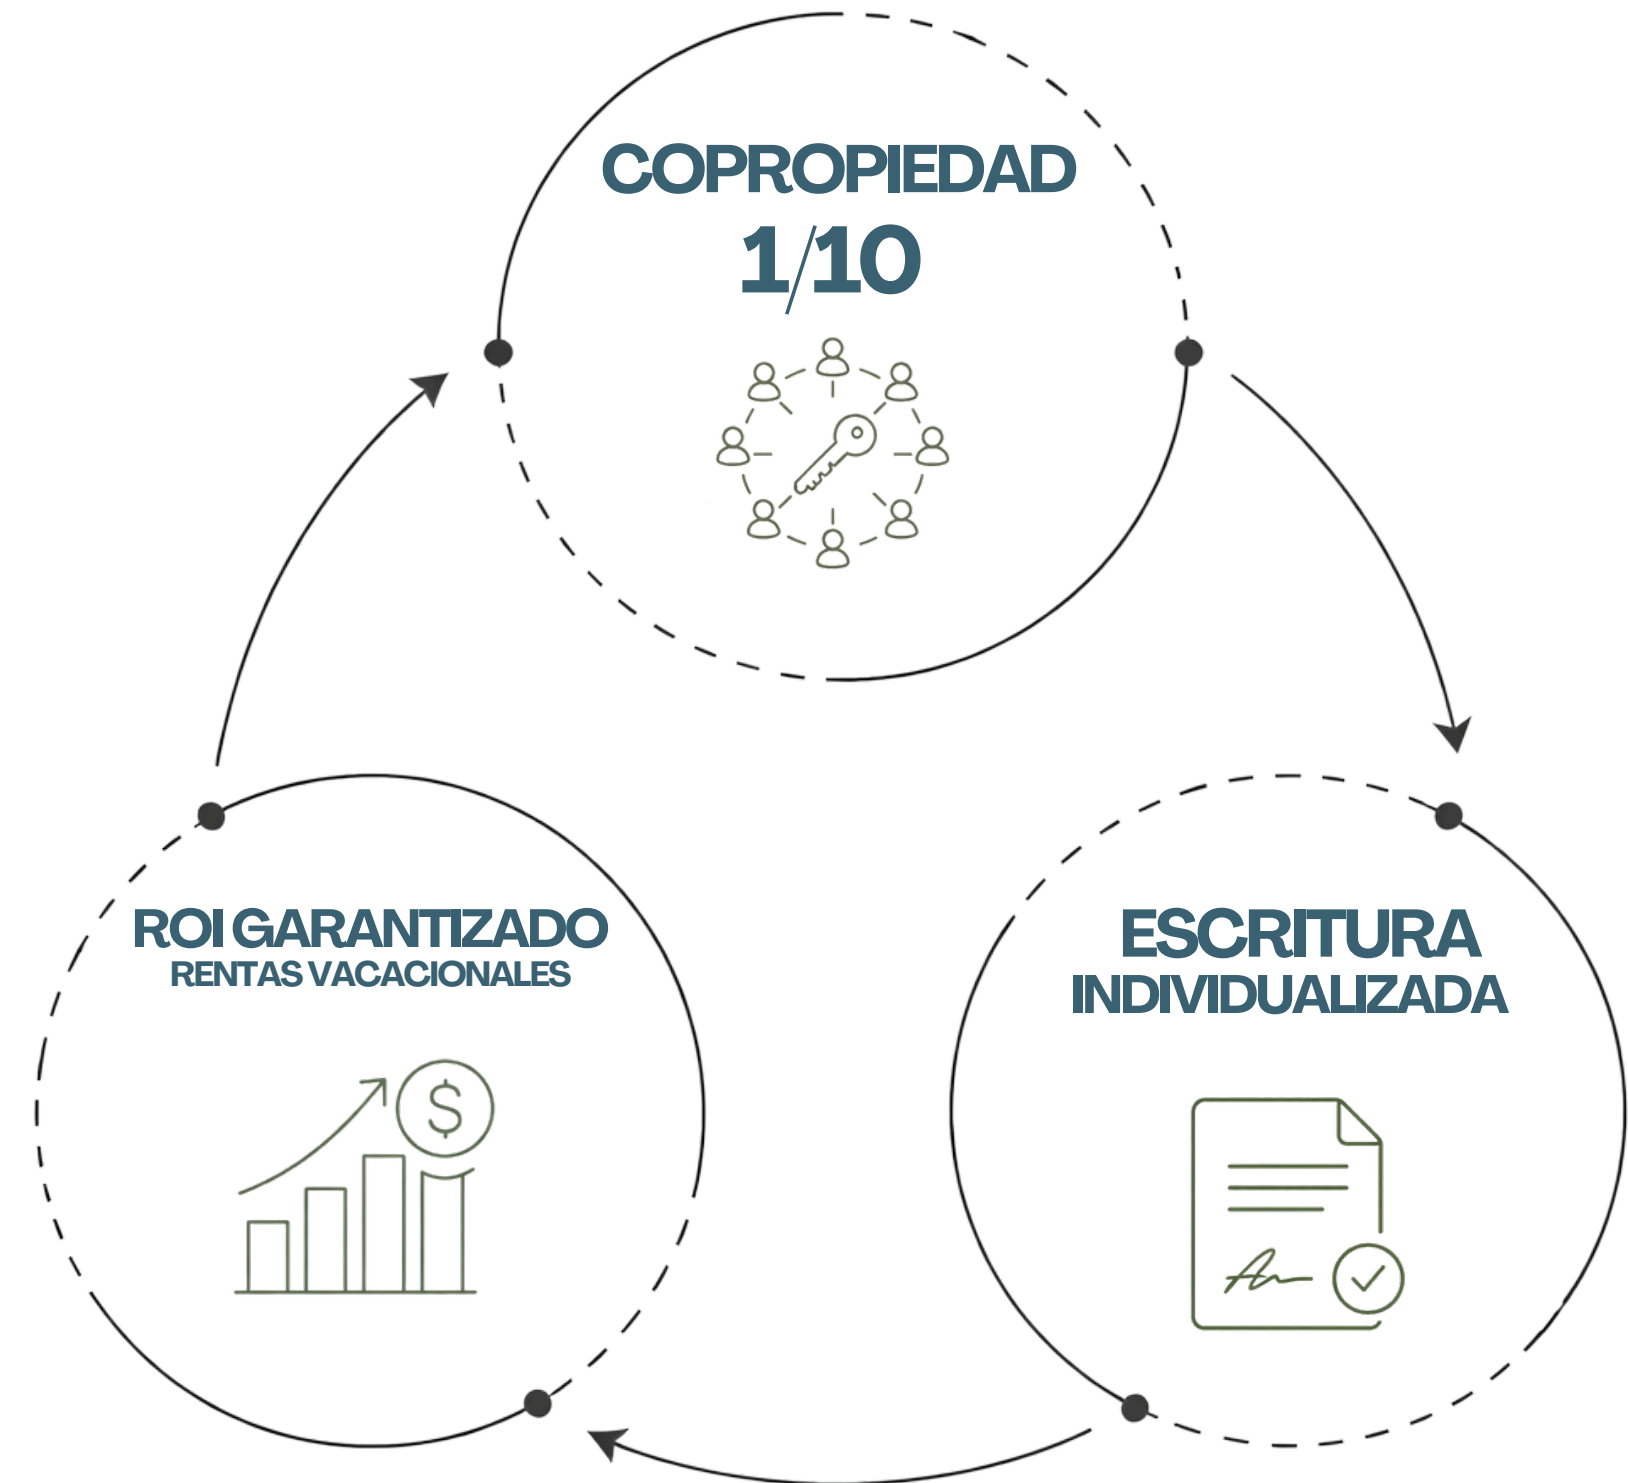 COPROPIEDAD
1/10
ROI GARANTIZADO
RENTAS VACACIONALES
$
ESCRITURA
INDIVIDUALIZADA